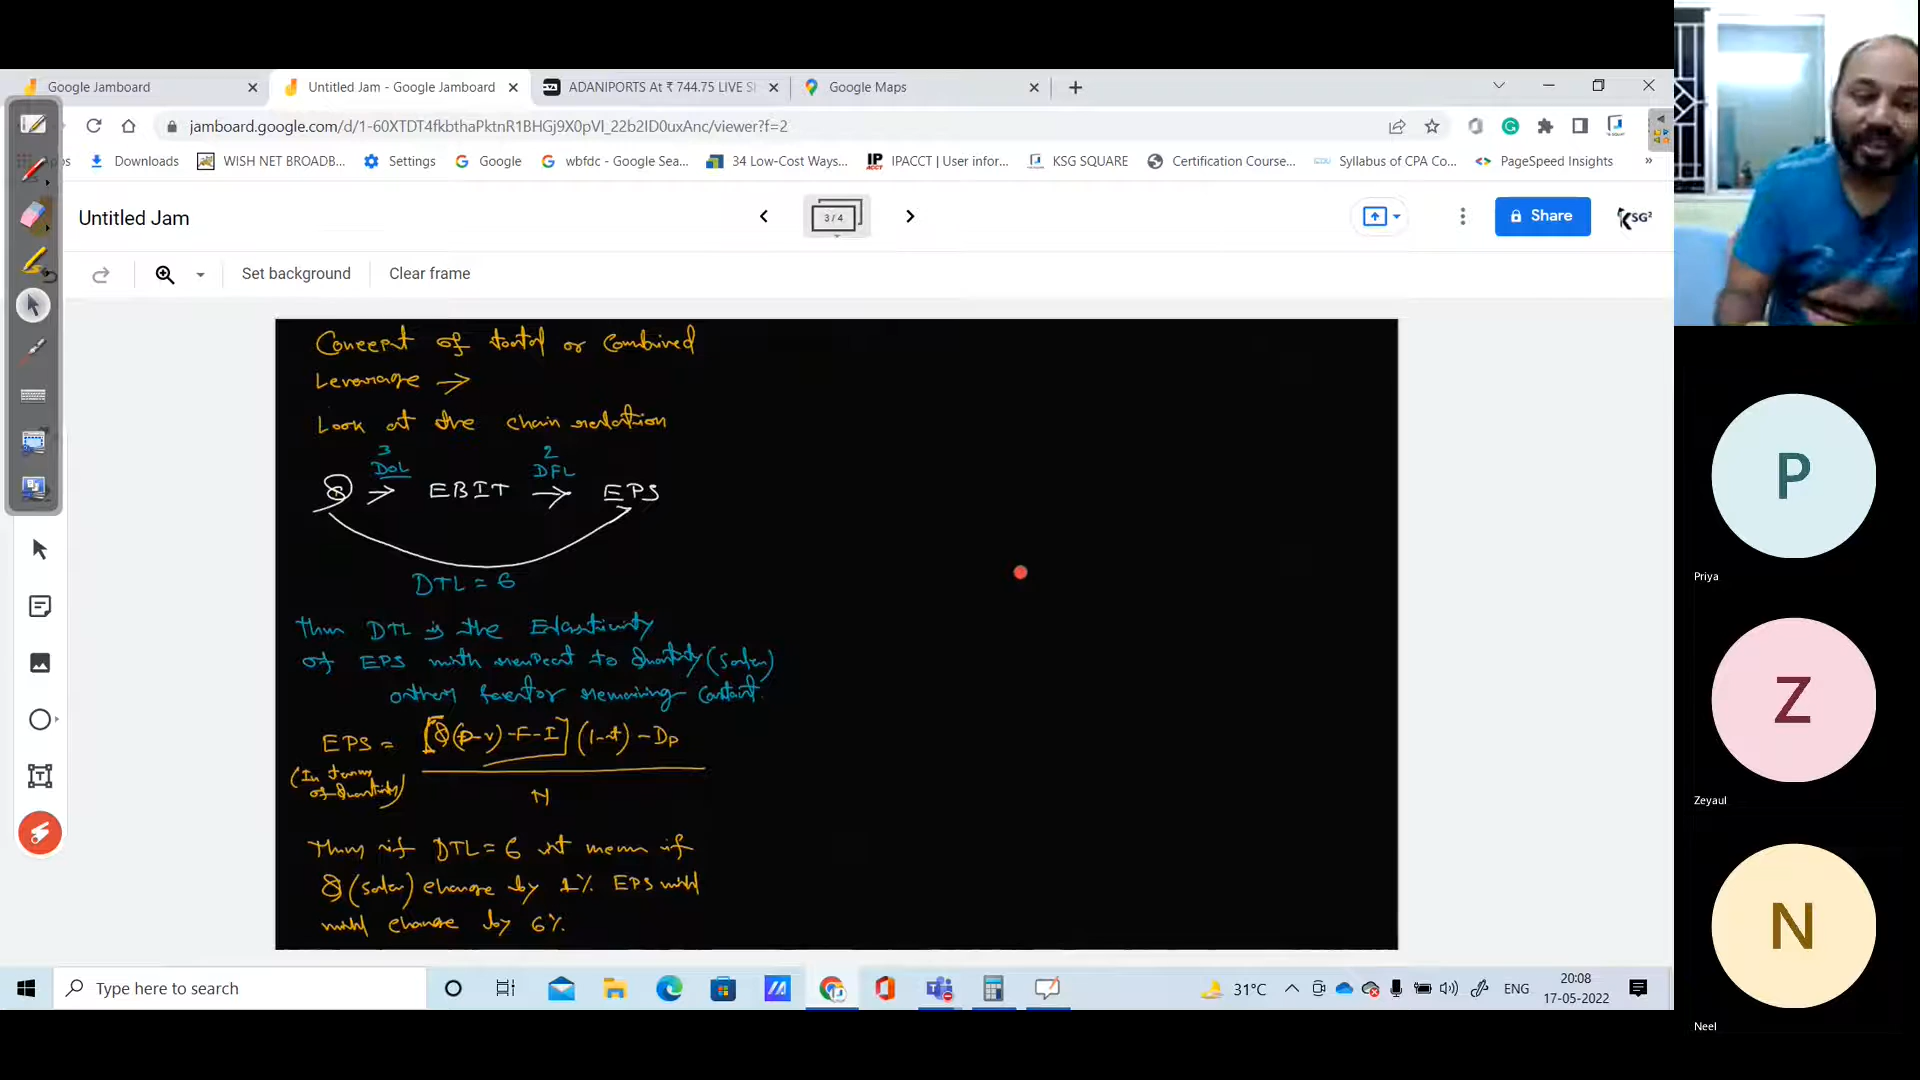 Google Jamboard
Untitled Jam - Google Jamboard
ADANIPORTS At ₹ 744.75 LIVE S
Google Maps
jamboard.google.com/d/1-60XTDT4fkbthaPktnR1BHGj9X0pVl_22b2ID0uxAnc/viewer?f=2
Downloads
WISH NET BROADB...
Settings
Google
wbfdc - Google Sea...
34 Low-Cost Ways...
IPACCT | User infor...
KSG SQUARE
Certification Course...
Syllabus of CPA Co...
PageSpeed Insights
»
Untitled Jam
3 / 4
Share
KSG²
Set background
Clear frame
Concept of total or Combined
Leverage →
Look at the chain relation
3 2
DOL DFL
Q → EBIT → EPS
DTL = 6
Thus DTL is the Elasticity
of EPS with respect to Quantity (Sales)
other factor remaining Constant.
EPS = [Q(p-v)-F-I] (1-t) - Dp
(In terms
of Quantity)
N
Thus if DTL = 6 it mean if
Q (Sales) change by 1% EPS will
will change by 6%.
P
Priya
Z
Zeyaul
N
Neel
Type here to search
31°C
ENG
20:08
17-05-2022